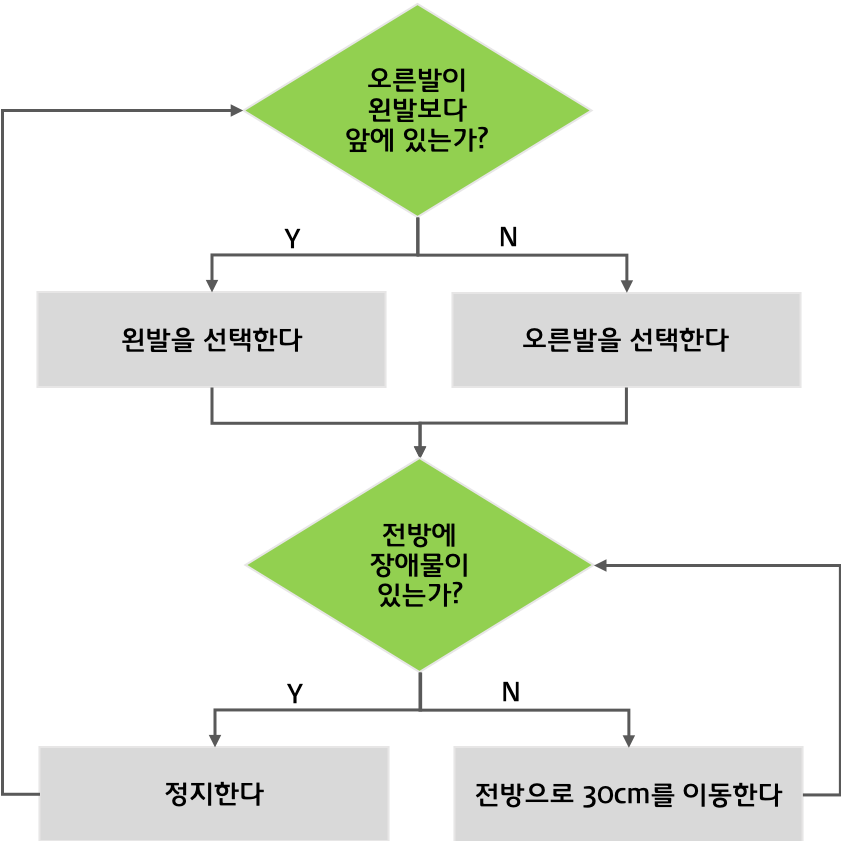 오른발이
왼발보다
앞에 있는가?
Y
N
왼발을 선택한다
오른발을 선택한다
전방에
장애물이
있는가?
Y
N
정지한다
전방으로 30cm를 이동한다